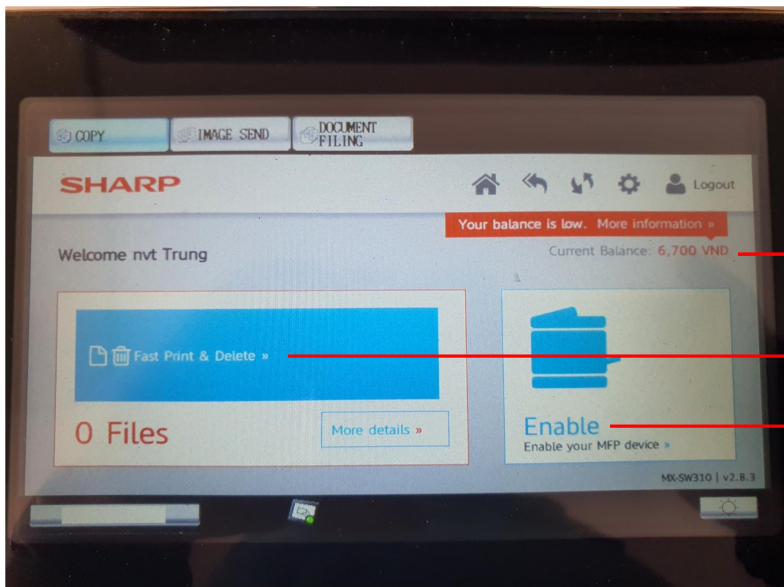 COPY
IMAGE SEND
DOCUMENT
FILING
SHARP
Logout
Your balance is low. More information »
Welcome nvt Trung
Current Balance: 6,700 VND
Fast Print & Delete »
0 Files
More details »
Enable
Enable your MFP device »
MX-SW310 | v2.8.3